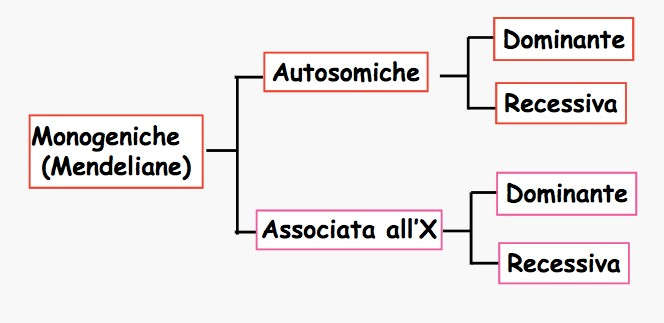 Dominante
Autosomiche
Recessiva
Monogeniche
(Mendeliane)
Dominante
Associata all'X
Recessiva